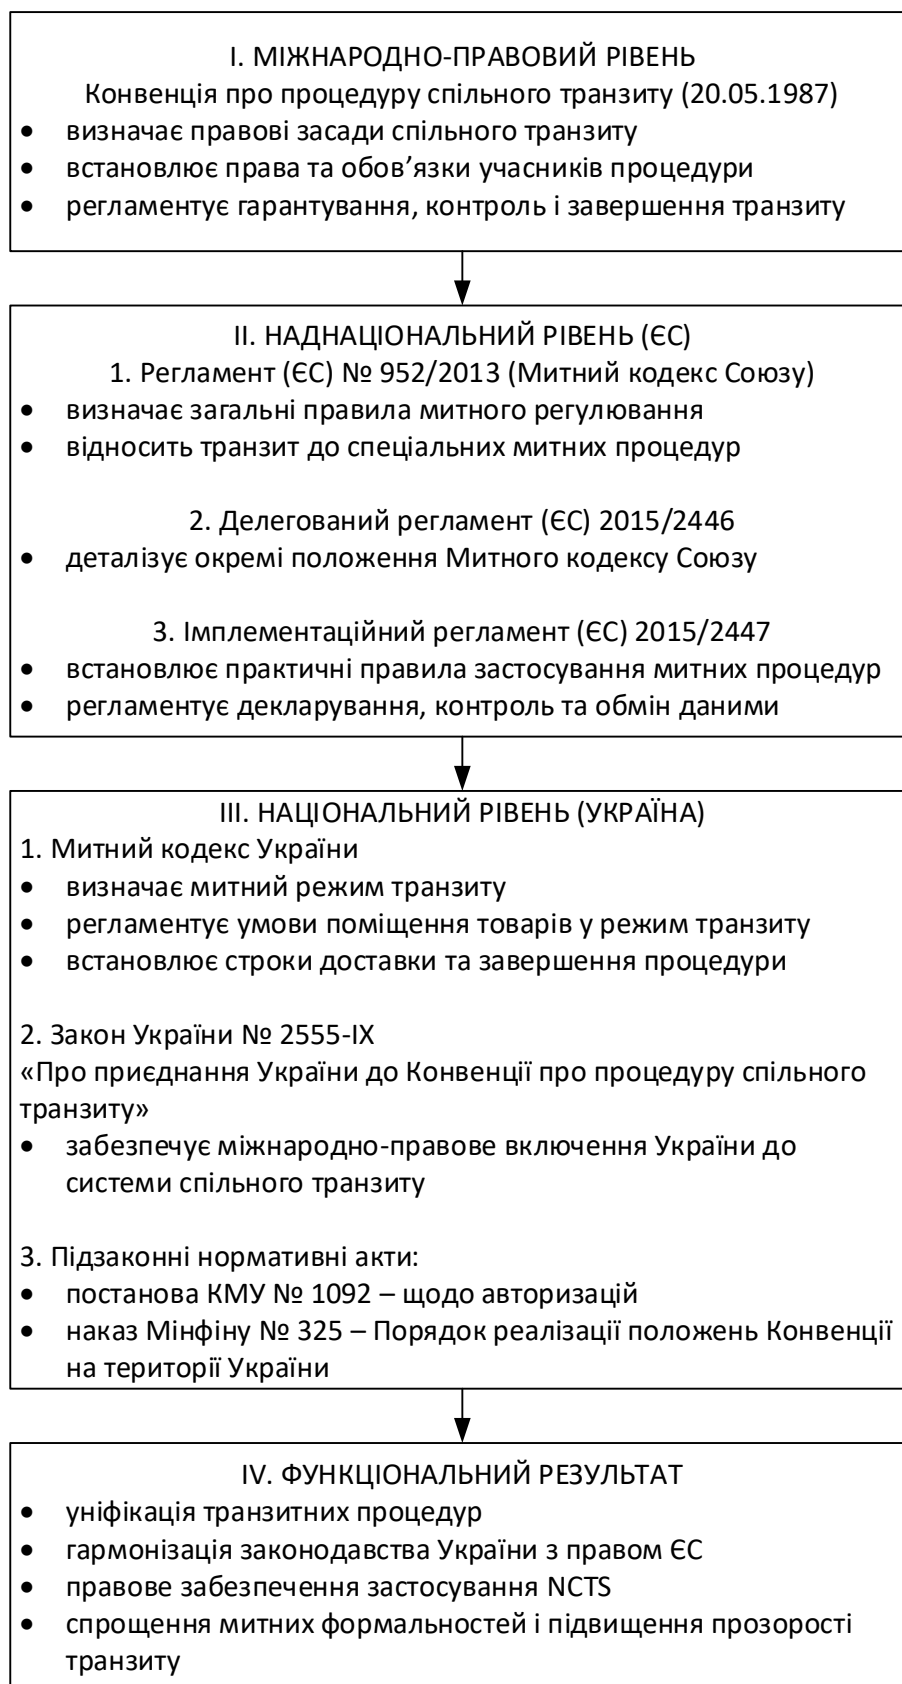 I. МІЖНАРОДНО-ПРАВОВИЙ РІВЕНЬ
Конвенція про процедуру спільного транзиту (20.05.1987)
• визначає правові засади спільного транзиту
• встановлює права та обов’язки учасників процедури
• регламентує гарантування, контроль і завершення транзиту
II. НАДНАЦІОНАЛЬНИЙ РІВЕНЬ (ЄС)
1. Регламент (ЄС) № 952/2013 (Митний кодекс Союзу)
• визначає загальні правила митного регулювання
• відносить транзит до спеціальних митних процедур
2. Делегований регламент (ЄС) 2015/2446
• деталізує окремі положення Митного кодексу Союзу
3. Імплементаційний регламент (ЄС) 2015/2447
• встановлює практичні правила застосування митних процедур
• регламентує декларування, контроль та обмін даними
III. НАЦІОНАЛЬНИЙ РІВЕНЬ (УКРАЇНА)
1. Митний кодекс України
• визначає митний режим транзиту
• регламентує умови поміщення товарів у режим транзиту
• встановлює строки доставки та завершення процедури
2. Закон України № 2555-IX
«Про приєднання України до Конвенції про процедуру спільного
транзиту»
• забезпечує міжнародно-правове включення України до
системи спільного транзиту
3. Підзаконні нормативні акти:
• постанова КМУ № 1092 – щодо авторизацій
• наказ Мінфіну № 325 – Порядок реалізації положень Конвенції
на території України
IV. ФУНКЦІОНАЛЬНИЙ РЕЗУЛЬТАТ
• уніфікація транзитних процедур
• гармонізація законодавства України з правом ЄС
• правове забезпечення застосування NCTS
• спрощення митних формальностей і підвищення прозорості
транзиту